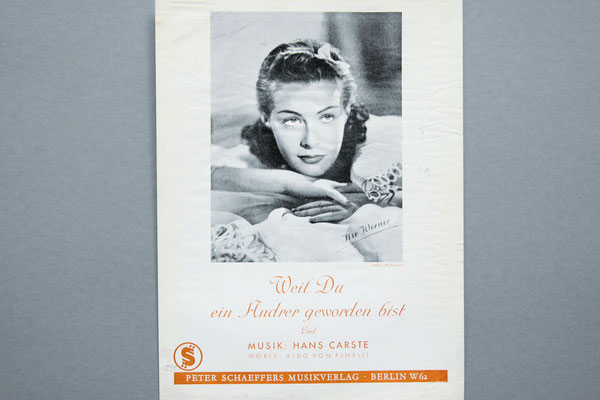 Ilse Werner
Weil Du
ein Andrer geworden bist
Lied
MUSIK: HANS CARSTE
WORTE: ALDO VON PINELLI
S
PETER SCHAEFFERS MUSIKVERLAG · BERLIN W62